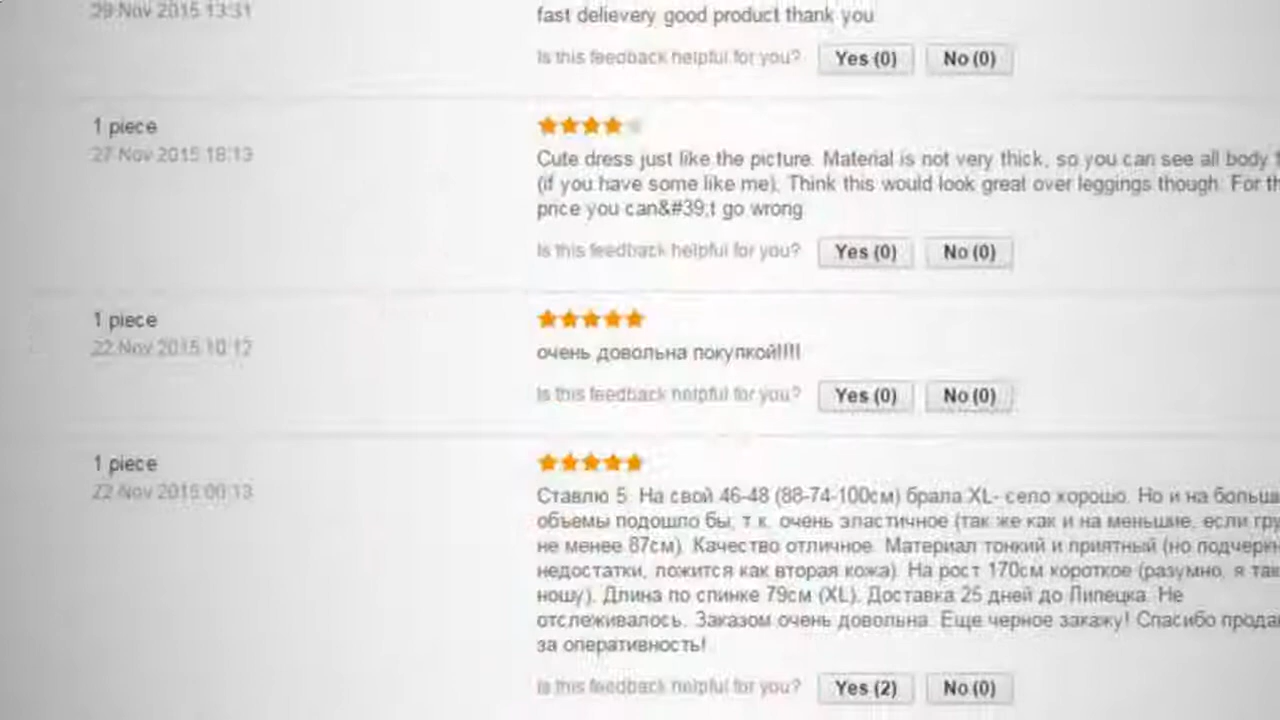 29 Nov 2015 13:31
fast delievery good product thank you
Is this feedback helpful for you? Yes (0) No (0)
1 piece
27 Nov 2015 18:13
Cute dress just like the picture. Material is not very thick, so you can see all body
(if you have some like me). Think this would look great over leggings though. For th
price you can&#39;t go wrong
Is this feedback helpful for you? Yes (0) No (0)
1 piece
22 Nov 2015 10:12
очень довольна покупкой!!!!
Is this feedback helpful for you? Yes (0) No (0)
1 piece
22 Nov 2015 00:13
Ставлю 5. На свой 46-48 (88-74-100см) брала XL- село хорошо. Но и на больши
объемы подошло бы, т.к. очень эластичное (так же как и на меньшие, если гру
не менее 87см). Качество отличное. Материал тонкий и приятный (но подчерки
недостатки, ложится как вторая кожа). На рост 170см короткое (разумно, я так
ношу). Длина по спинке 79см (XL). Доставка 25 дней до Липецка. Не
отслеживалось. Заказом очень довольна. Еще черное закажу! Спасибо прода
за оперативность!
Is this feedback helpful for you? Yes (2) No (0)